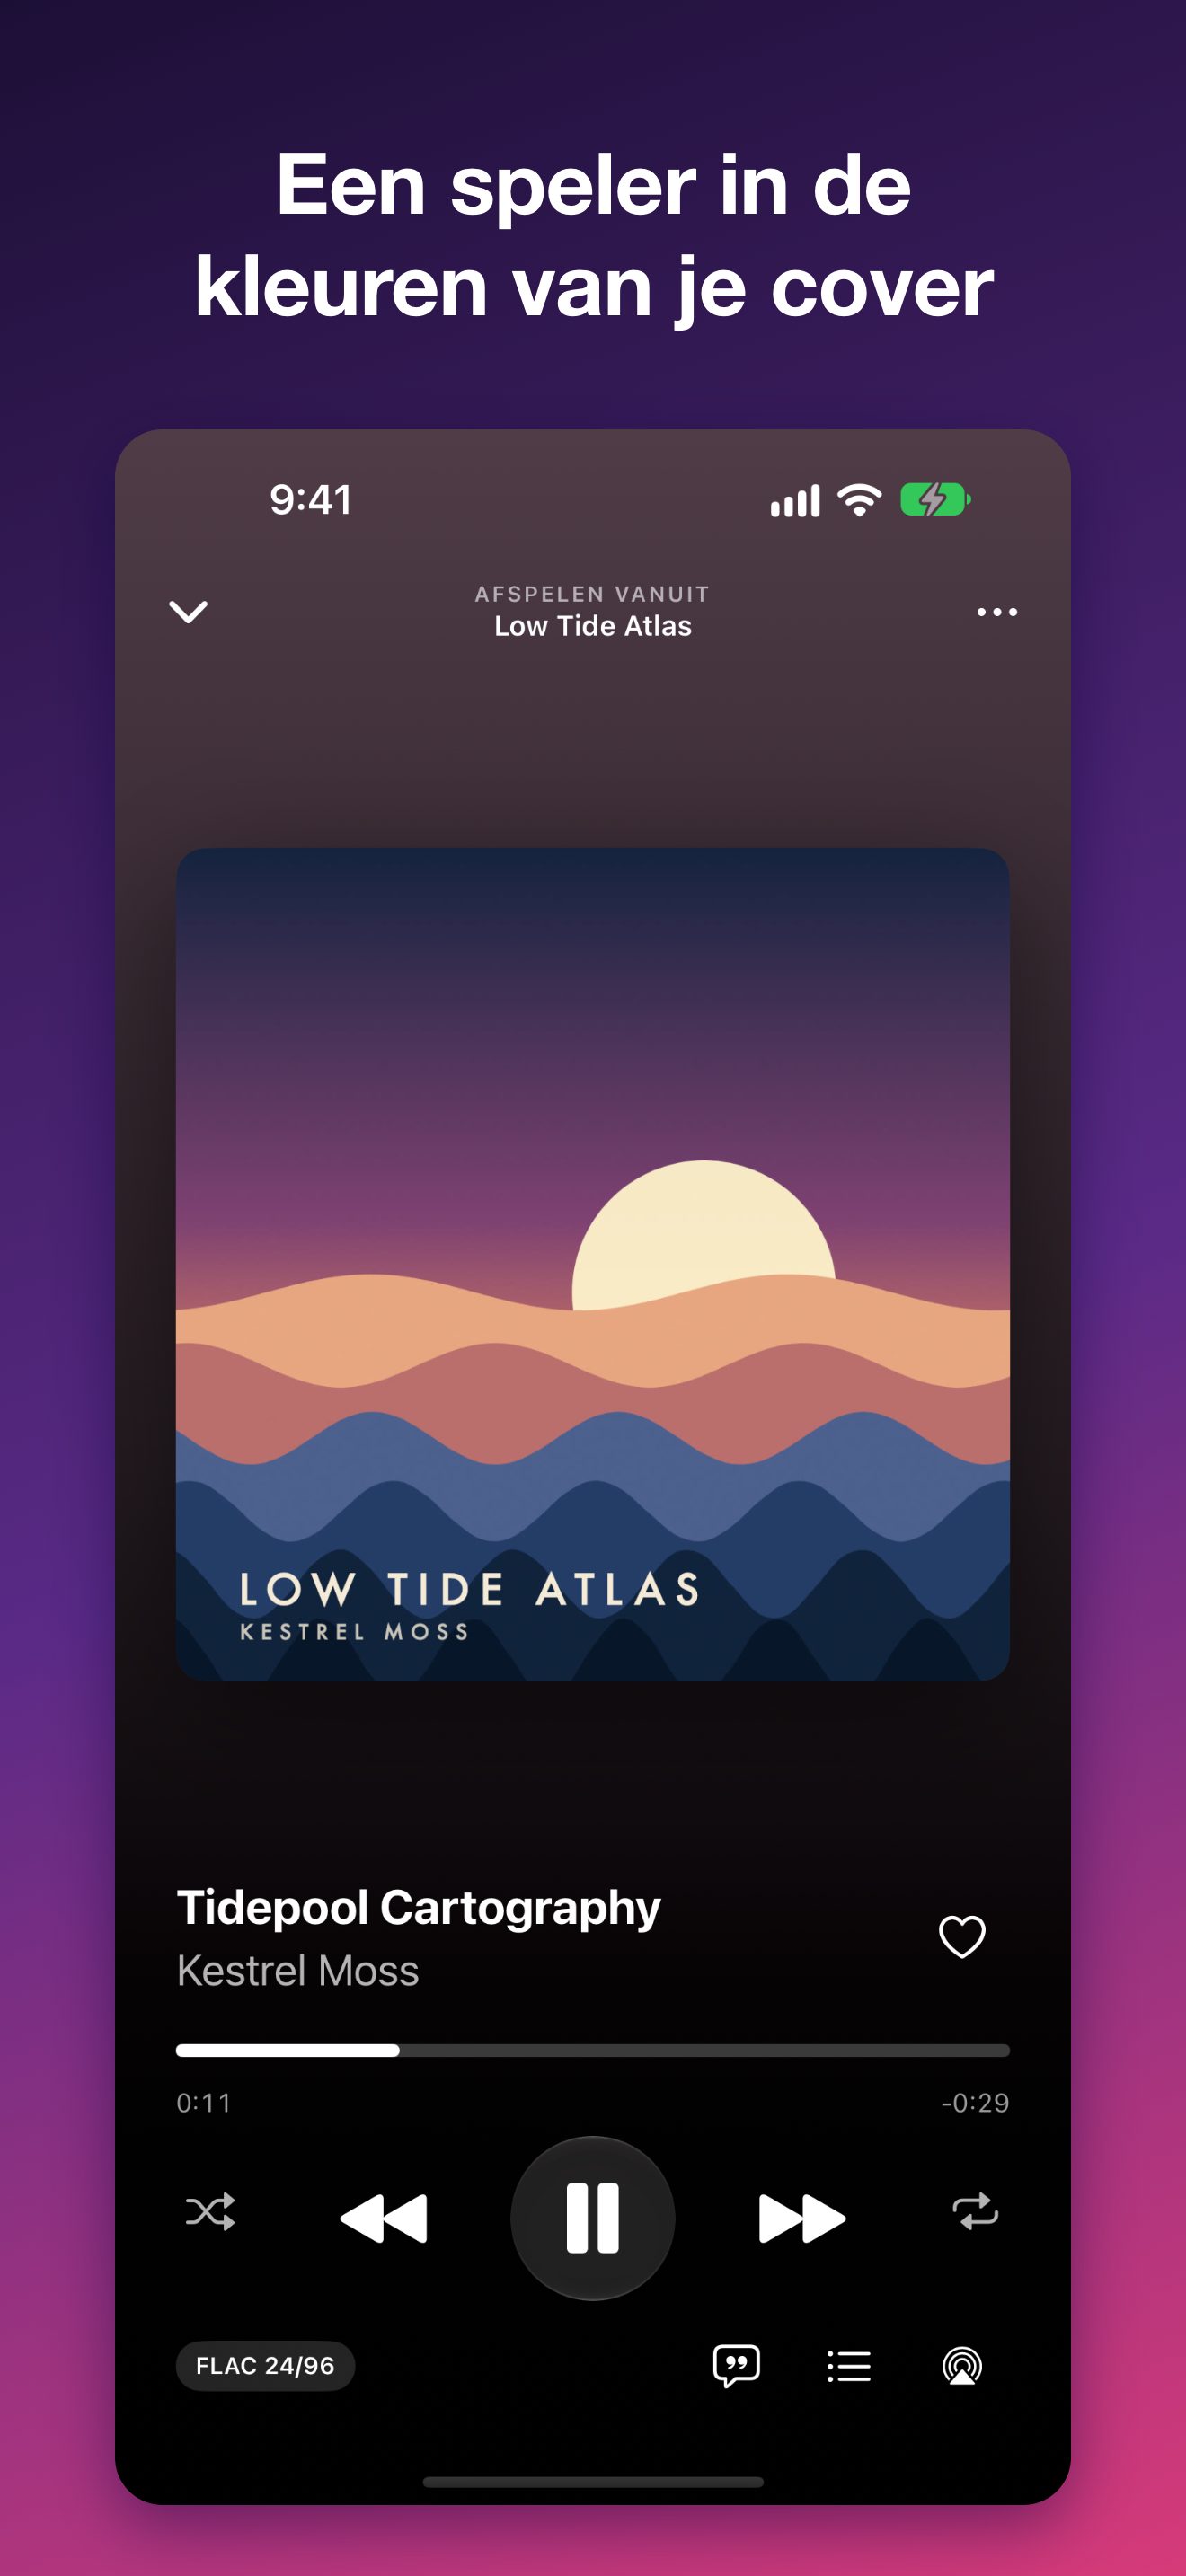 Een speler in de
kleuren van je cover
9:41
AFSPELEN VANUIT
Low Tide Atlas
LOW TIDE ATLAS
KESTREL MOSS
Tidepool Cartography
Kestrel Moss
0:11
-0:29
FLAC 24/96